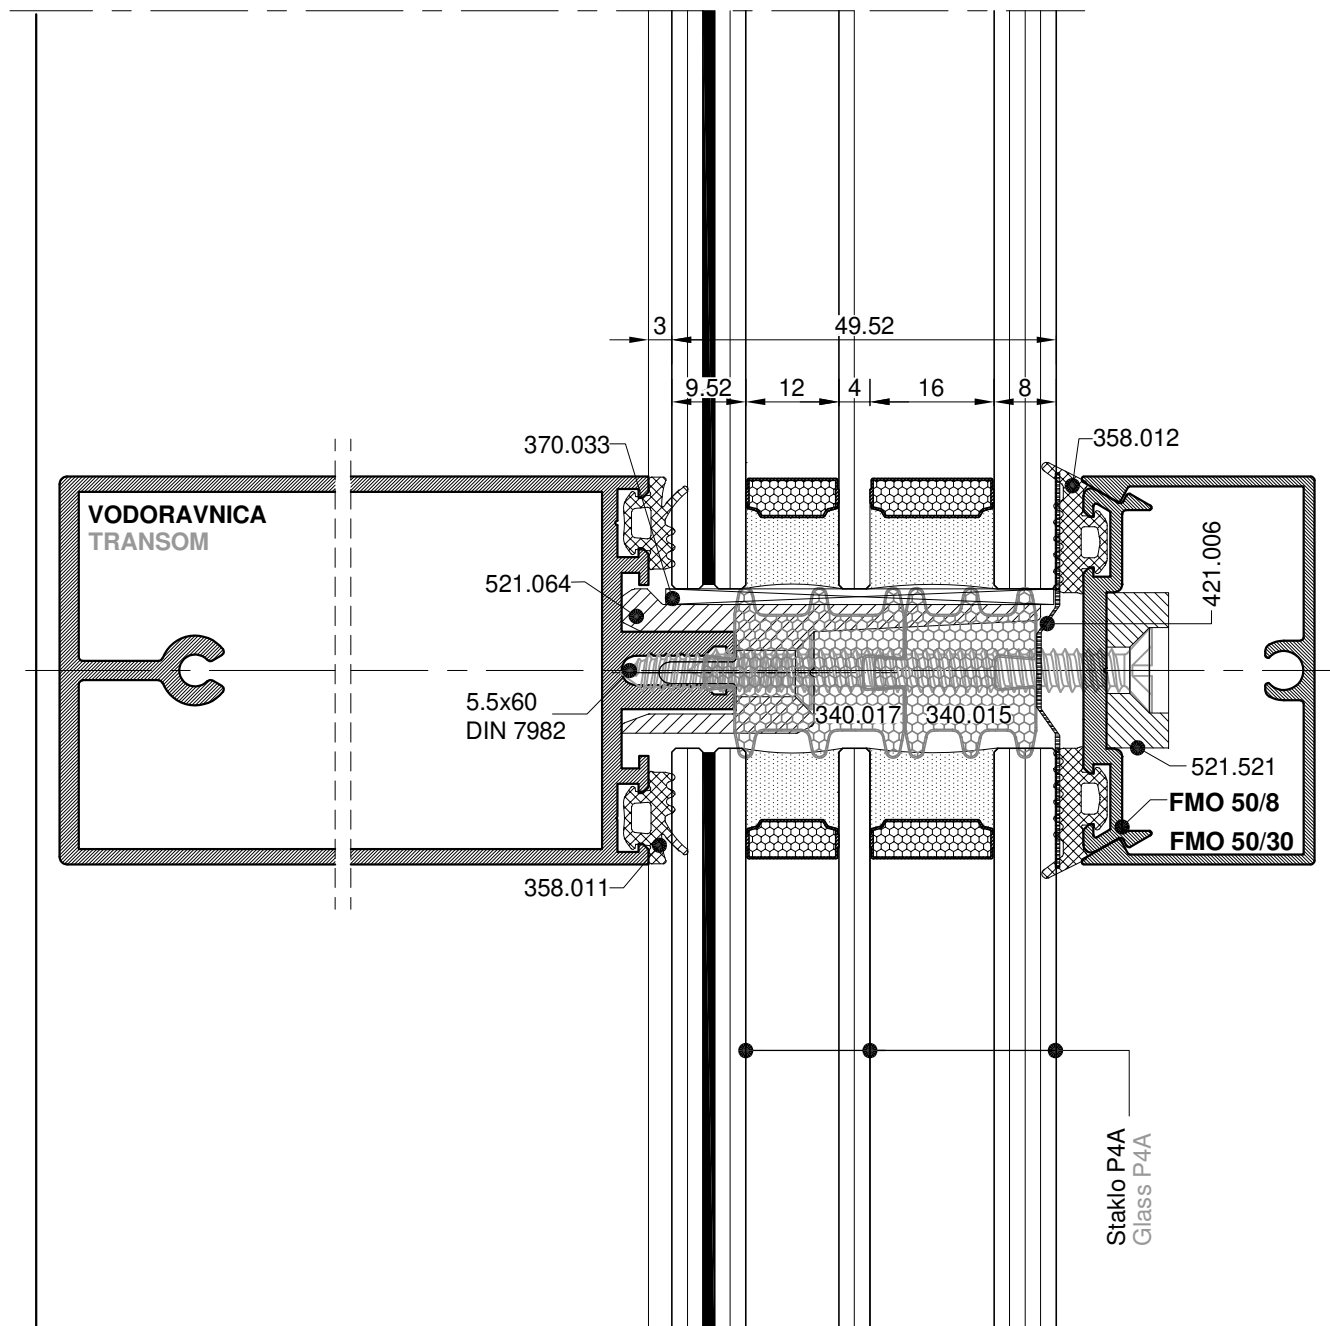 3
49.52
9.52
12
4
16
8
370.033
358.012
VODORAVNICA
TRANSOM
421.006
521.064
5.5x60
DIN 7982
340.017
340.015
521.521
FMO 50/8
FMO 50/30
358.011
Staklo P4A
Glass P4A